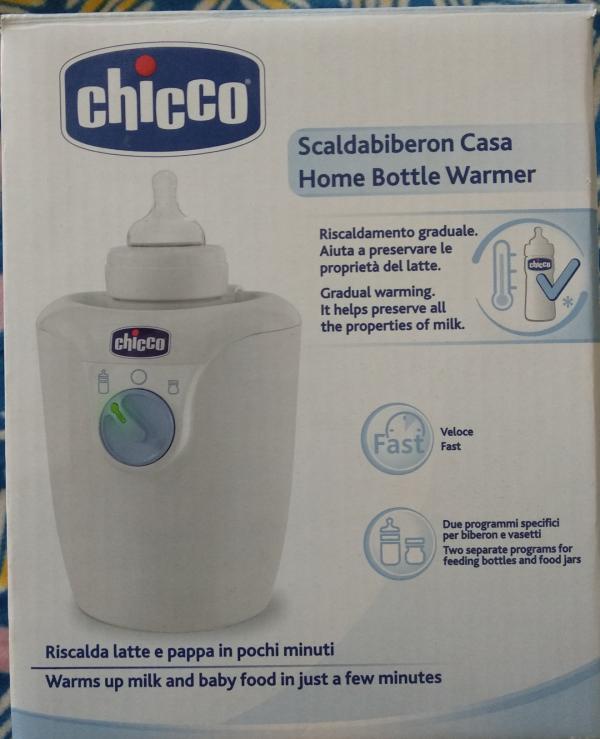 chicco
Scaldabiberon Casa
Home Bottle Warmer
Riscaldamento graduale.
Aiuta a preservare le
proprietà del latte.
Gradual warming.
It helps preserve all
the properties of milk.
chicco
*
chicco
Fast
Veloce
Fast
Due programmi specifici
per biberon e vasetti
Two separate programs for
feeding bottles and food jars
Riscalda latte e pappa in pochi minuti
Warms up milk and baby food in just a few minutes